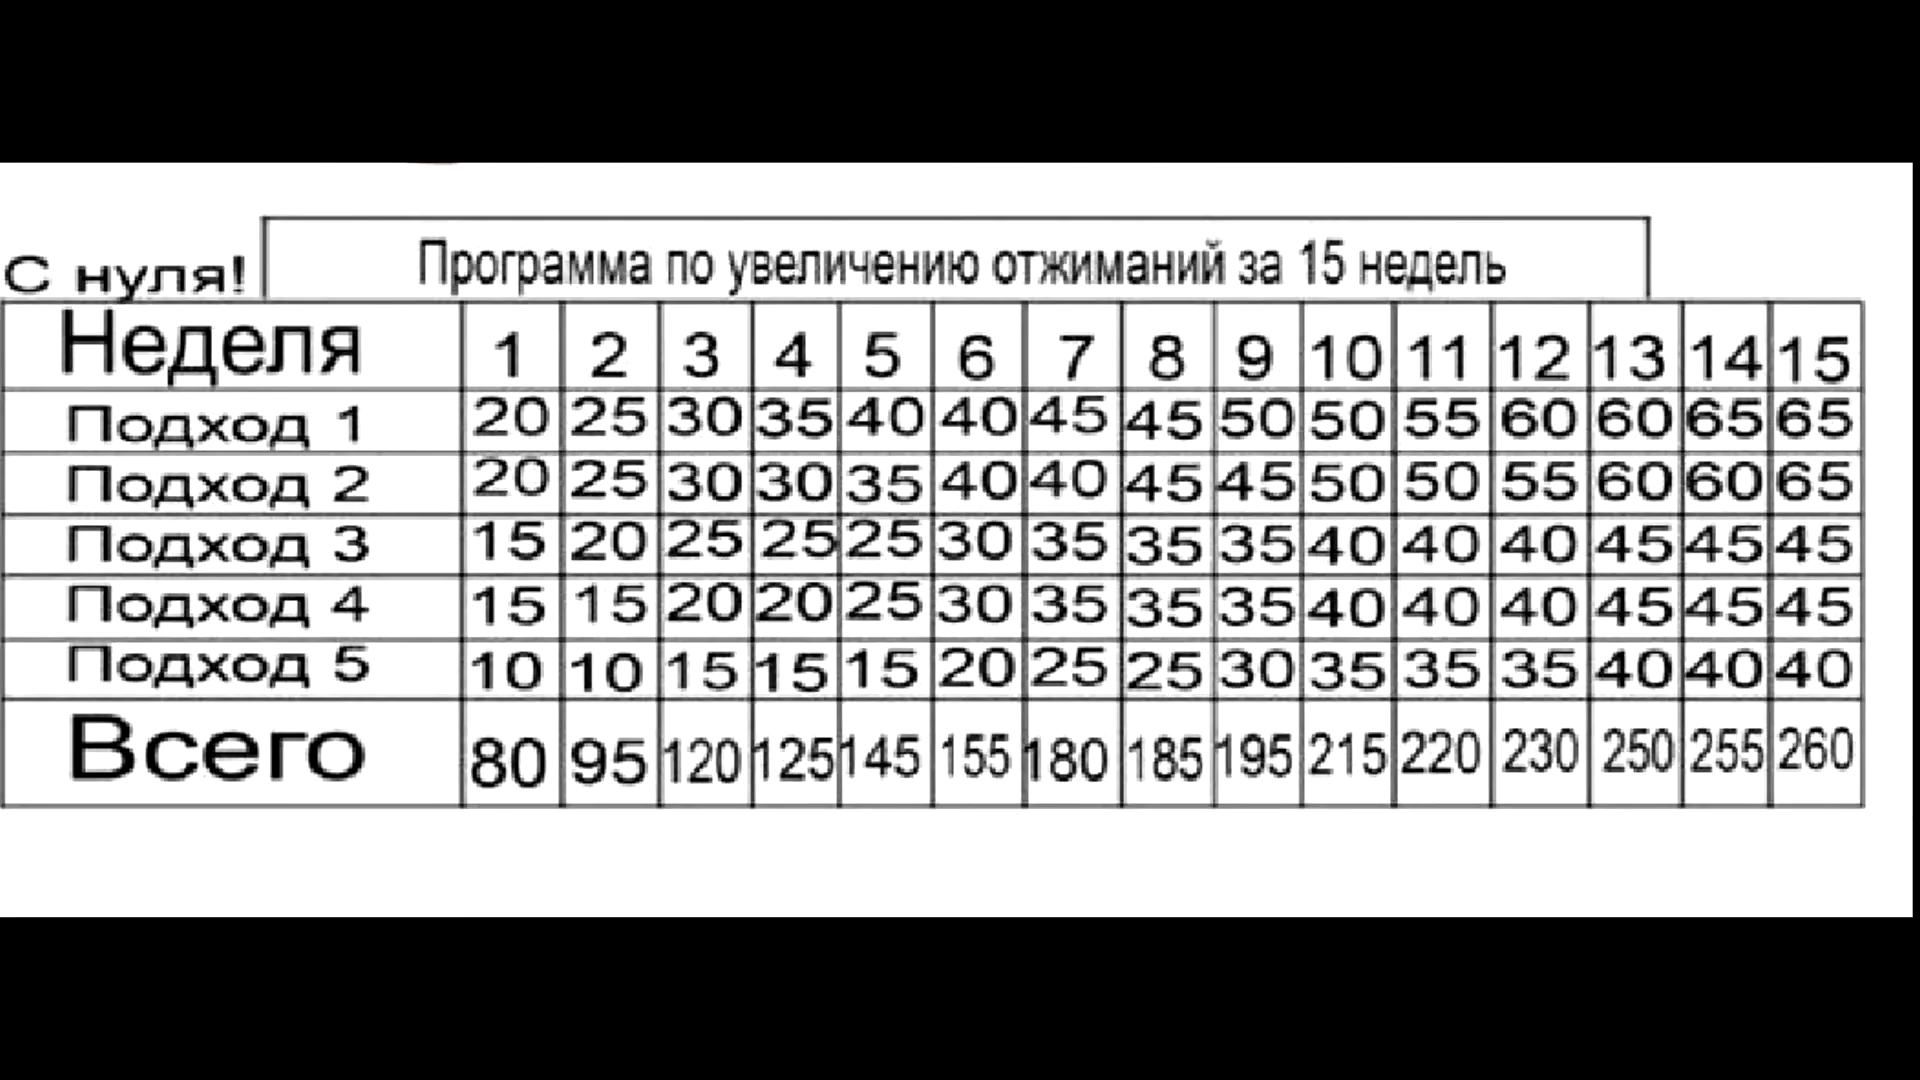 Программа по увеличению отжиманий за 15 недель
С нуля!
Неделя 1 2 3 4 5 6 7 8 9 10 11 12 13 14 15
Подход 1 20 25 30 35 40 40 45 45 50 50 55 60 60 65 65
Подход 2 20 25 30 30 35 40 40 45 45 50 50 55 60 60 65
Подход 3 15 20 25 25 25 30 35 35 35 40 40 40 45 45 45
Подход 4 15 15 20 20 25 30 35 35 35 40 40 40 45 45 45
Подход 5 10 10 15 15 15 20 25 25 30 35 35 35 40 40 40
Всего 80 95 120 125 145 155 180 185 195 215 220 230 250 255 260